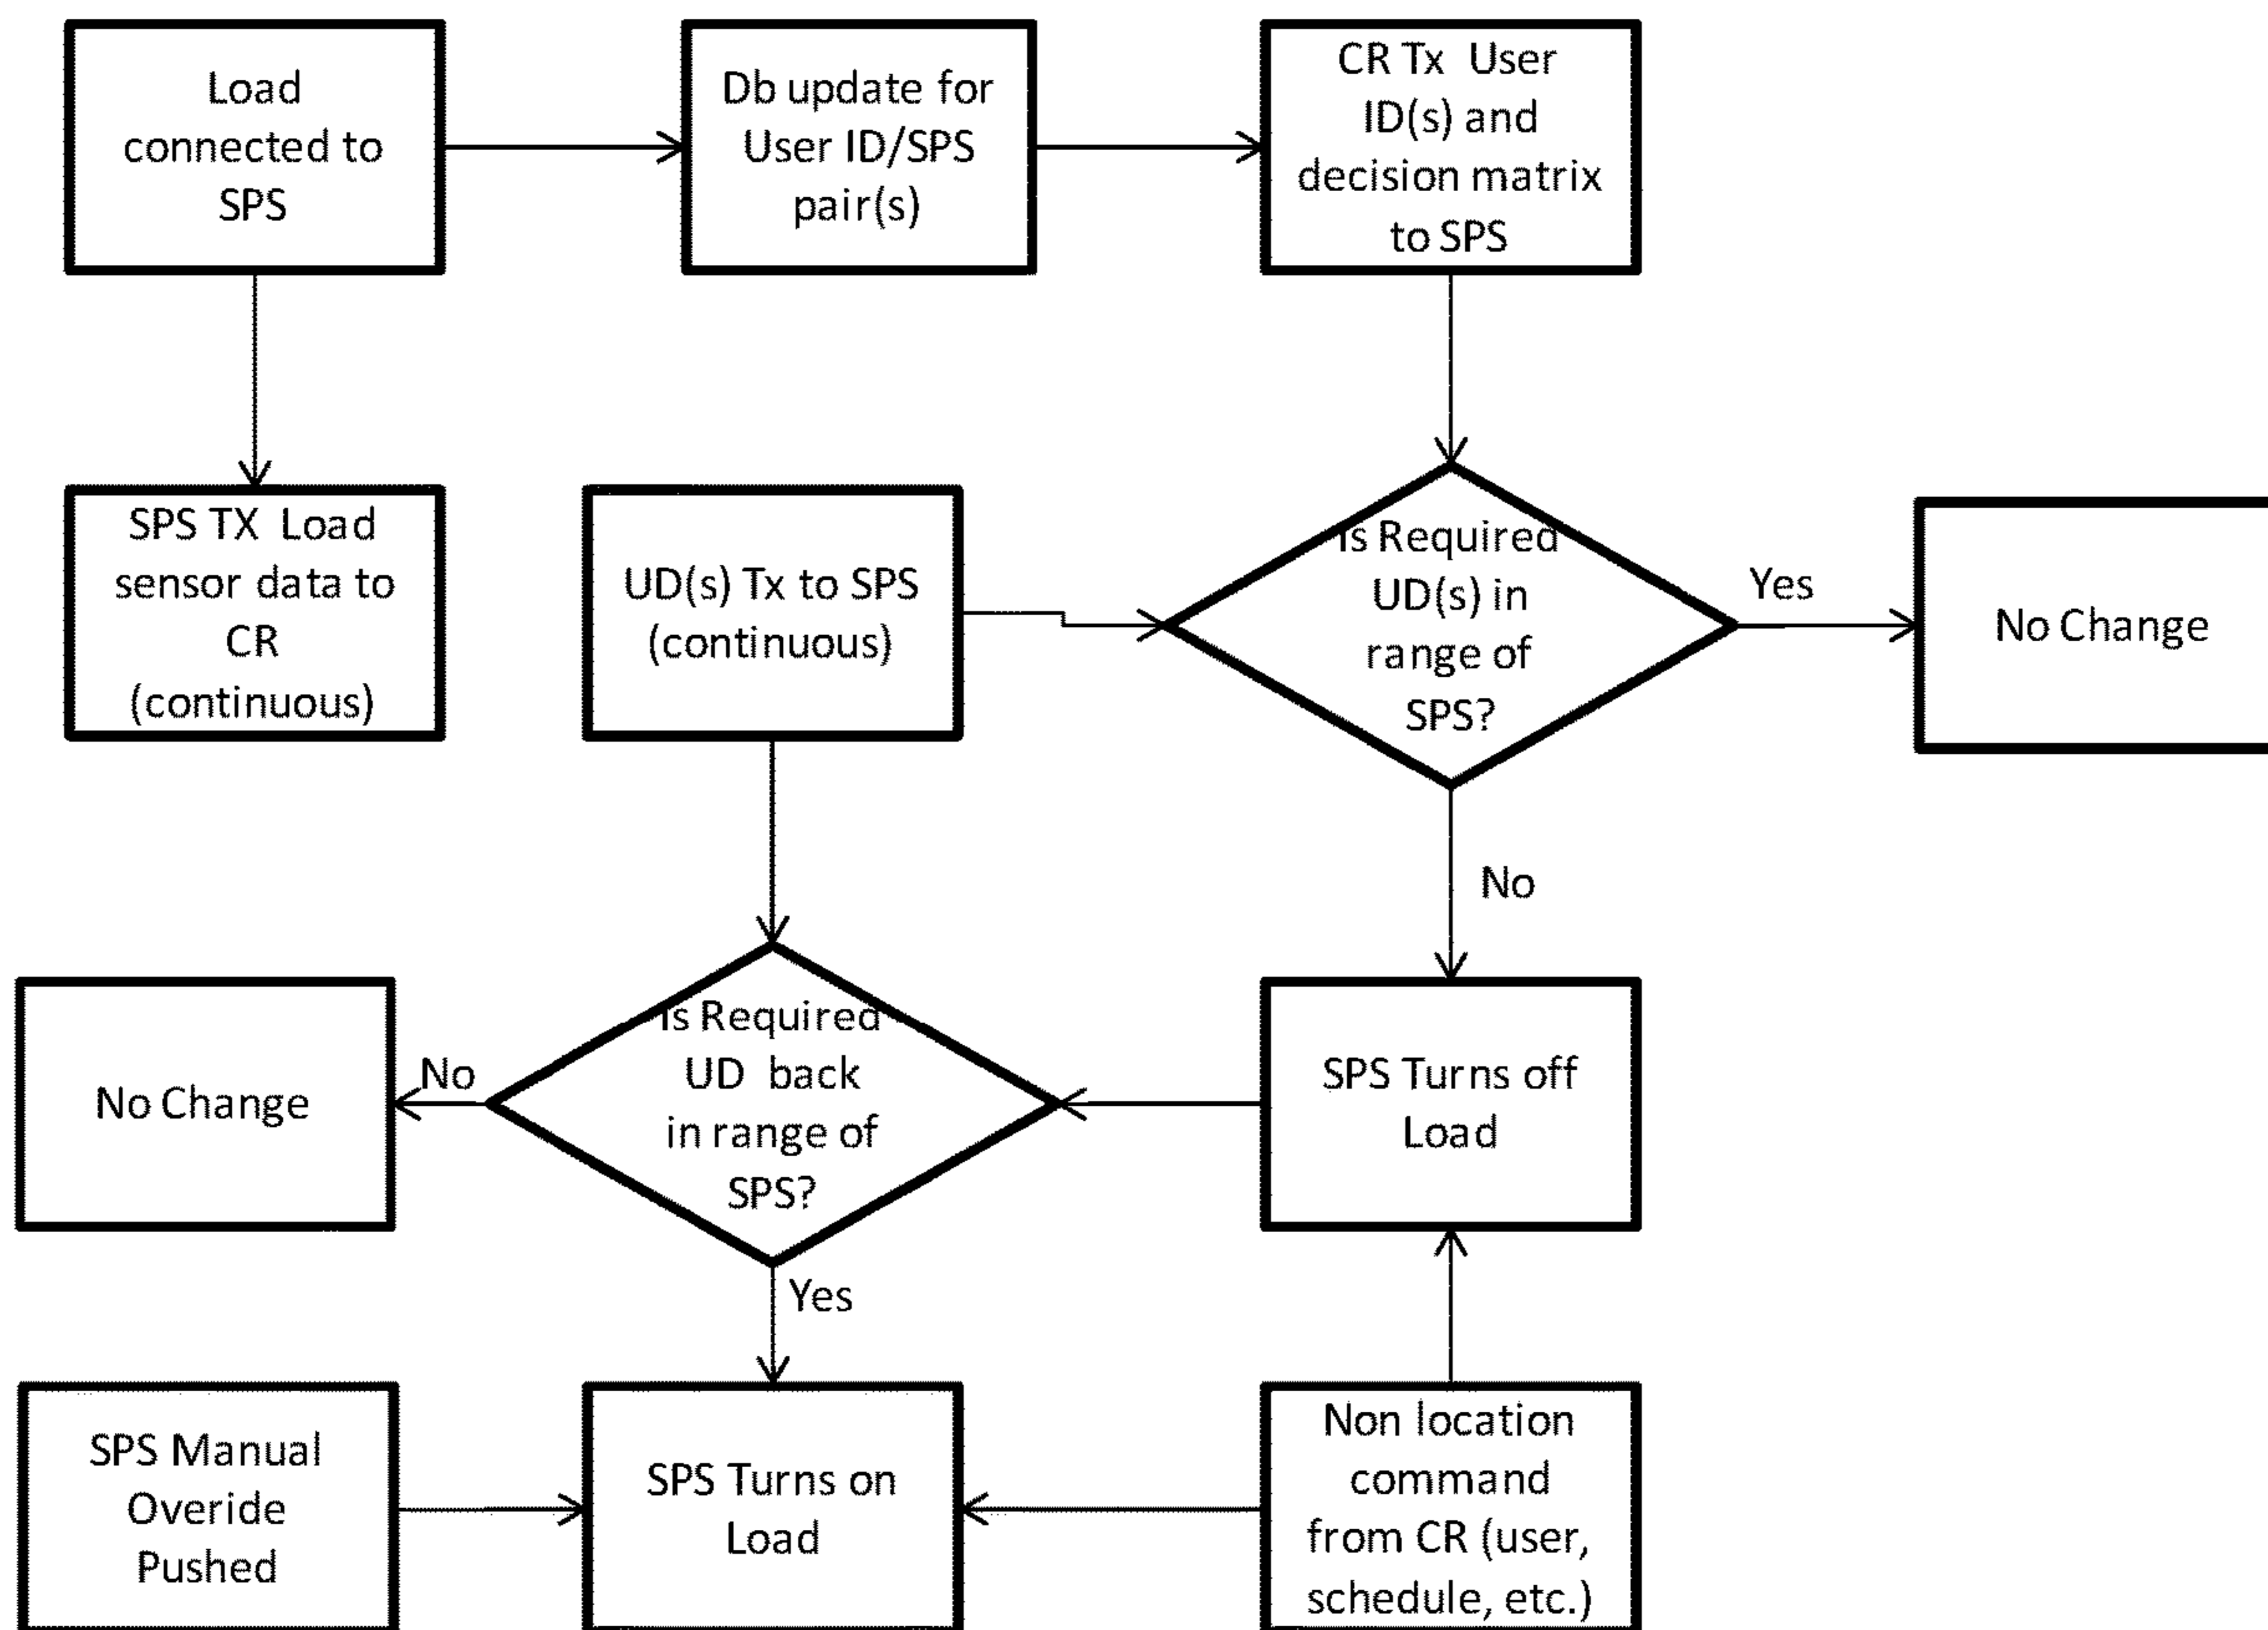 Load
connected to
SPS
Db update for
User ID/SPS
pair(s)
CR Tx User
ID(s) and
decision matrix
to SPS
SPS TX Load
sensor data to
CR
(continuous)
UD(s) Tx to SPS
(continuous)
Is Required
UD(s) in
range of
SPS?
Yes
No Change
No
No Change
No
Is Required
UD back
in range of
SPS?
SPS Turns off
Load
Yes
SPS Manual
Overide
Pushed
SPS Turns on
Load
Non location
command
from CR (user,
schedule, etc.)